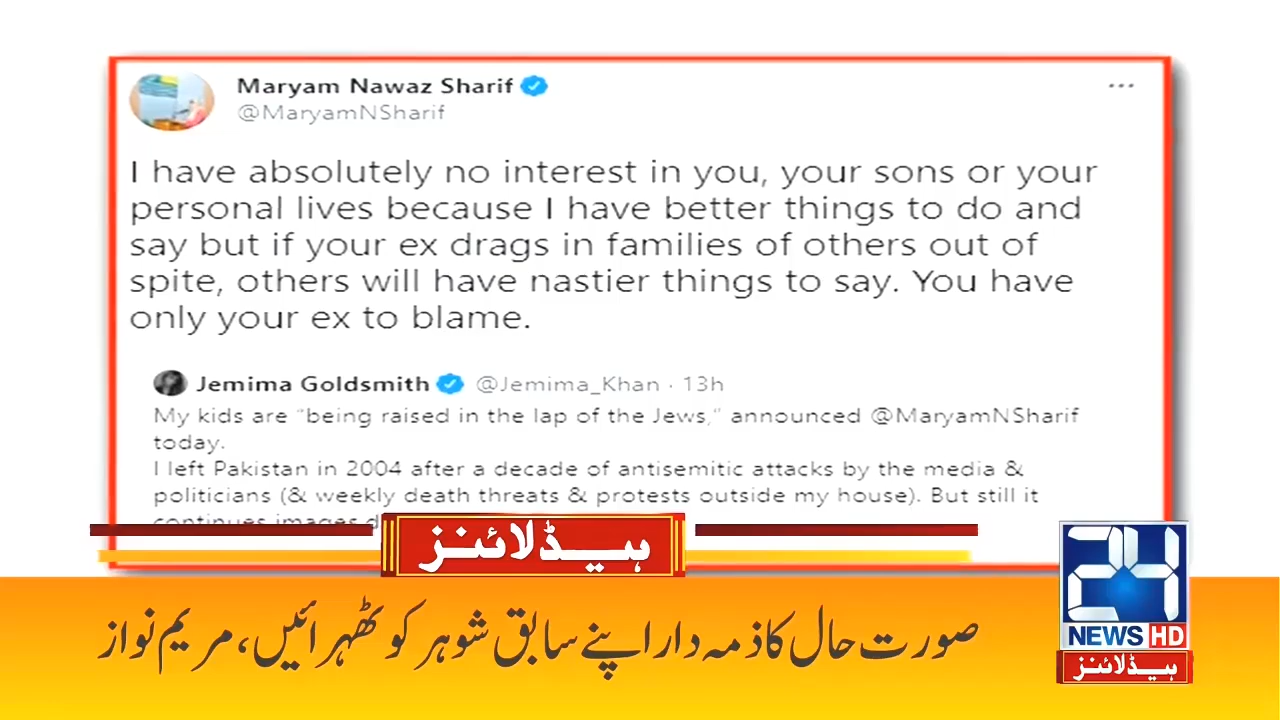 Maryam Nawaz Sharif
@MaryamNSharif
I have absolutely no interest in you, your sons or your
personal lives because I have better things to do and
say but if your ex drags in families of others out of
spite, others will have nastier things to say. You have
only your ex to blame.
Jemima Goldsmith @Jemima_Khan · 13h
My kids are “being raised in the lap of the Jews,” announced @MaryamNSharif
today.
I left Pakistan in 2004 after a decade of antisemitic attacks by the media &
politicians (& weekly death threats & protests outside my house). But still it
continues images
ہیڈلائنز
صورت حال کا ذمہ دار اپنے سابق شوہر کو ٹھہرائیں، مریم نواز
24
NEWS HD
ہیڈلائنز